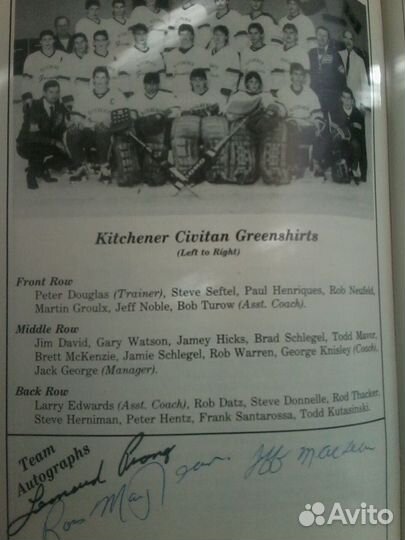 Kitchener Civitan Greenshirts
(Left to Right)
Front Row
Peter Douglas (Trainer), Steve Seftel, Paul Henriques, Rob Neufeld,
Martin Groulx, Jeff Noble, Bob Turow (Asst. Coach).
Middle Row
Jim David, Gary Watson, Jamey Hicks, Brad Schlegel, Todd Mavor,
Brett McKenzie, Jamie Schlegel, Rob Warren, George Knisley (Coach),
Jack George (Manager).
Back Row
Larry Edwards (Asst. Coach), Rob Datz, Steve Donnelle, Rod Thacker,
Steve Herniman, Peter Hentz, Frank Santarossa, Todd Kutasinski.
Team
Autographs
Jeff
Avito